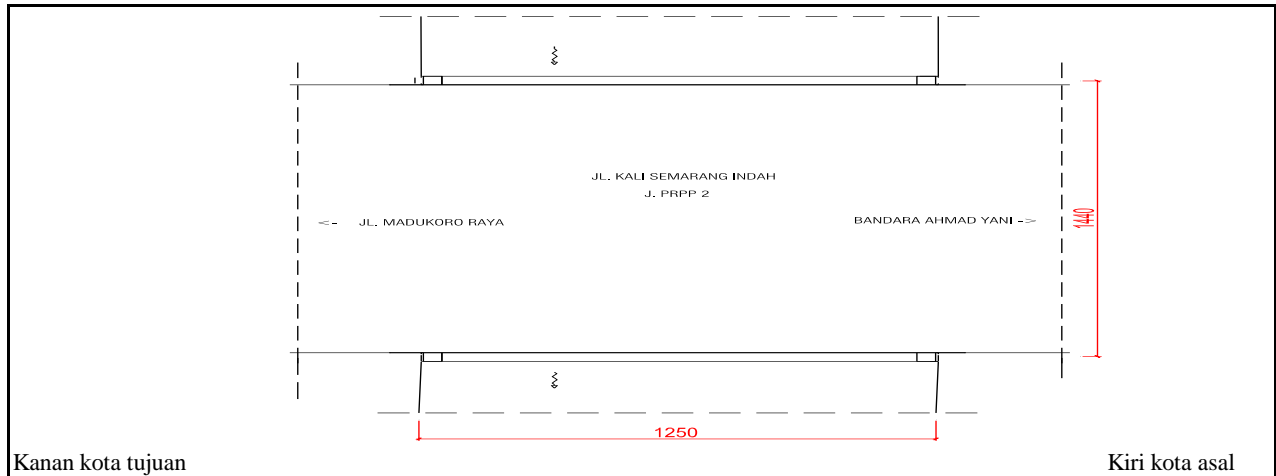 JL. KALI SEMARANG INDAH
J. PRPP 2
<- JL. MADUKORO RAYA
BANDARA AHMAD YANI ->
1440
1250
Kanan kota tujuan
Kiri kota asal